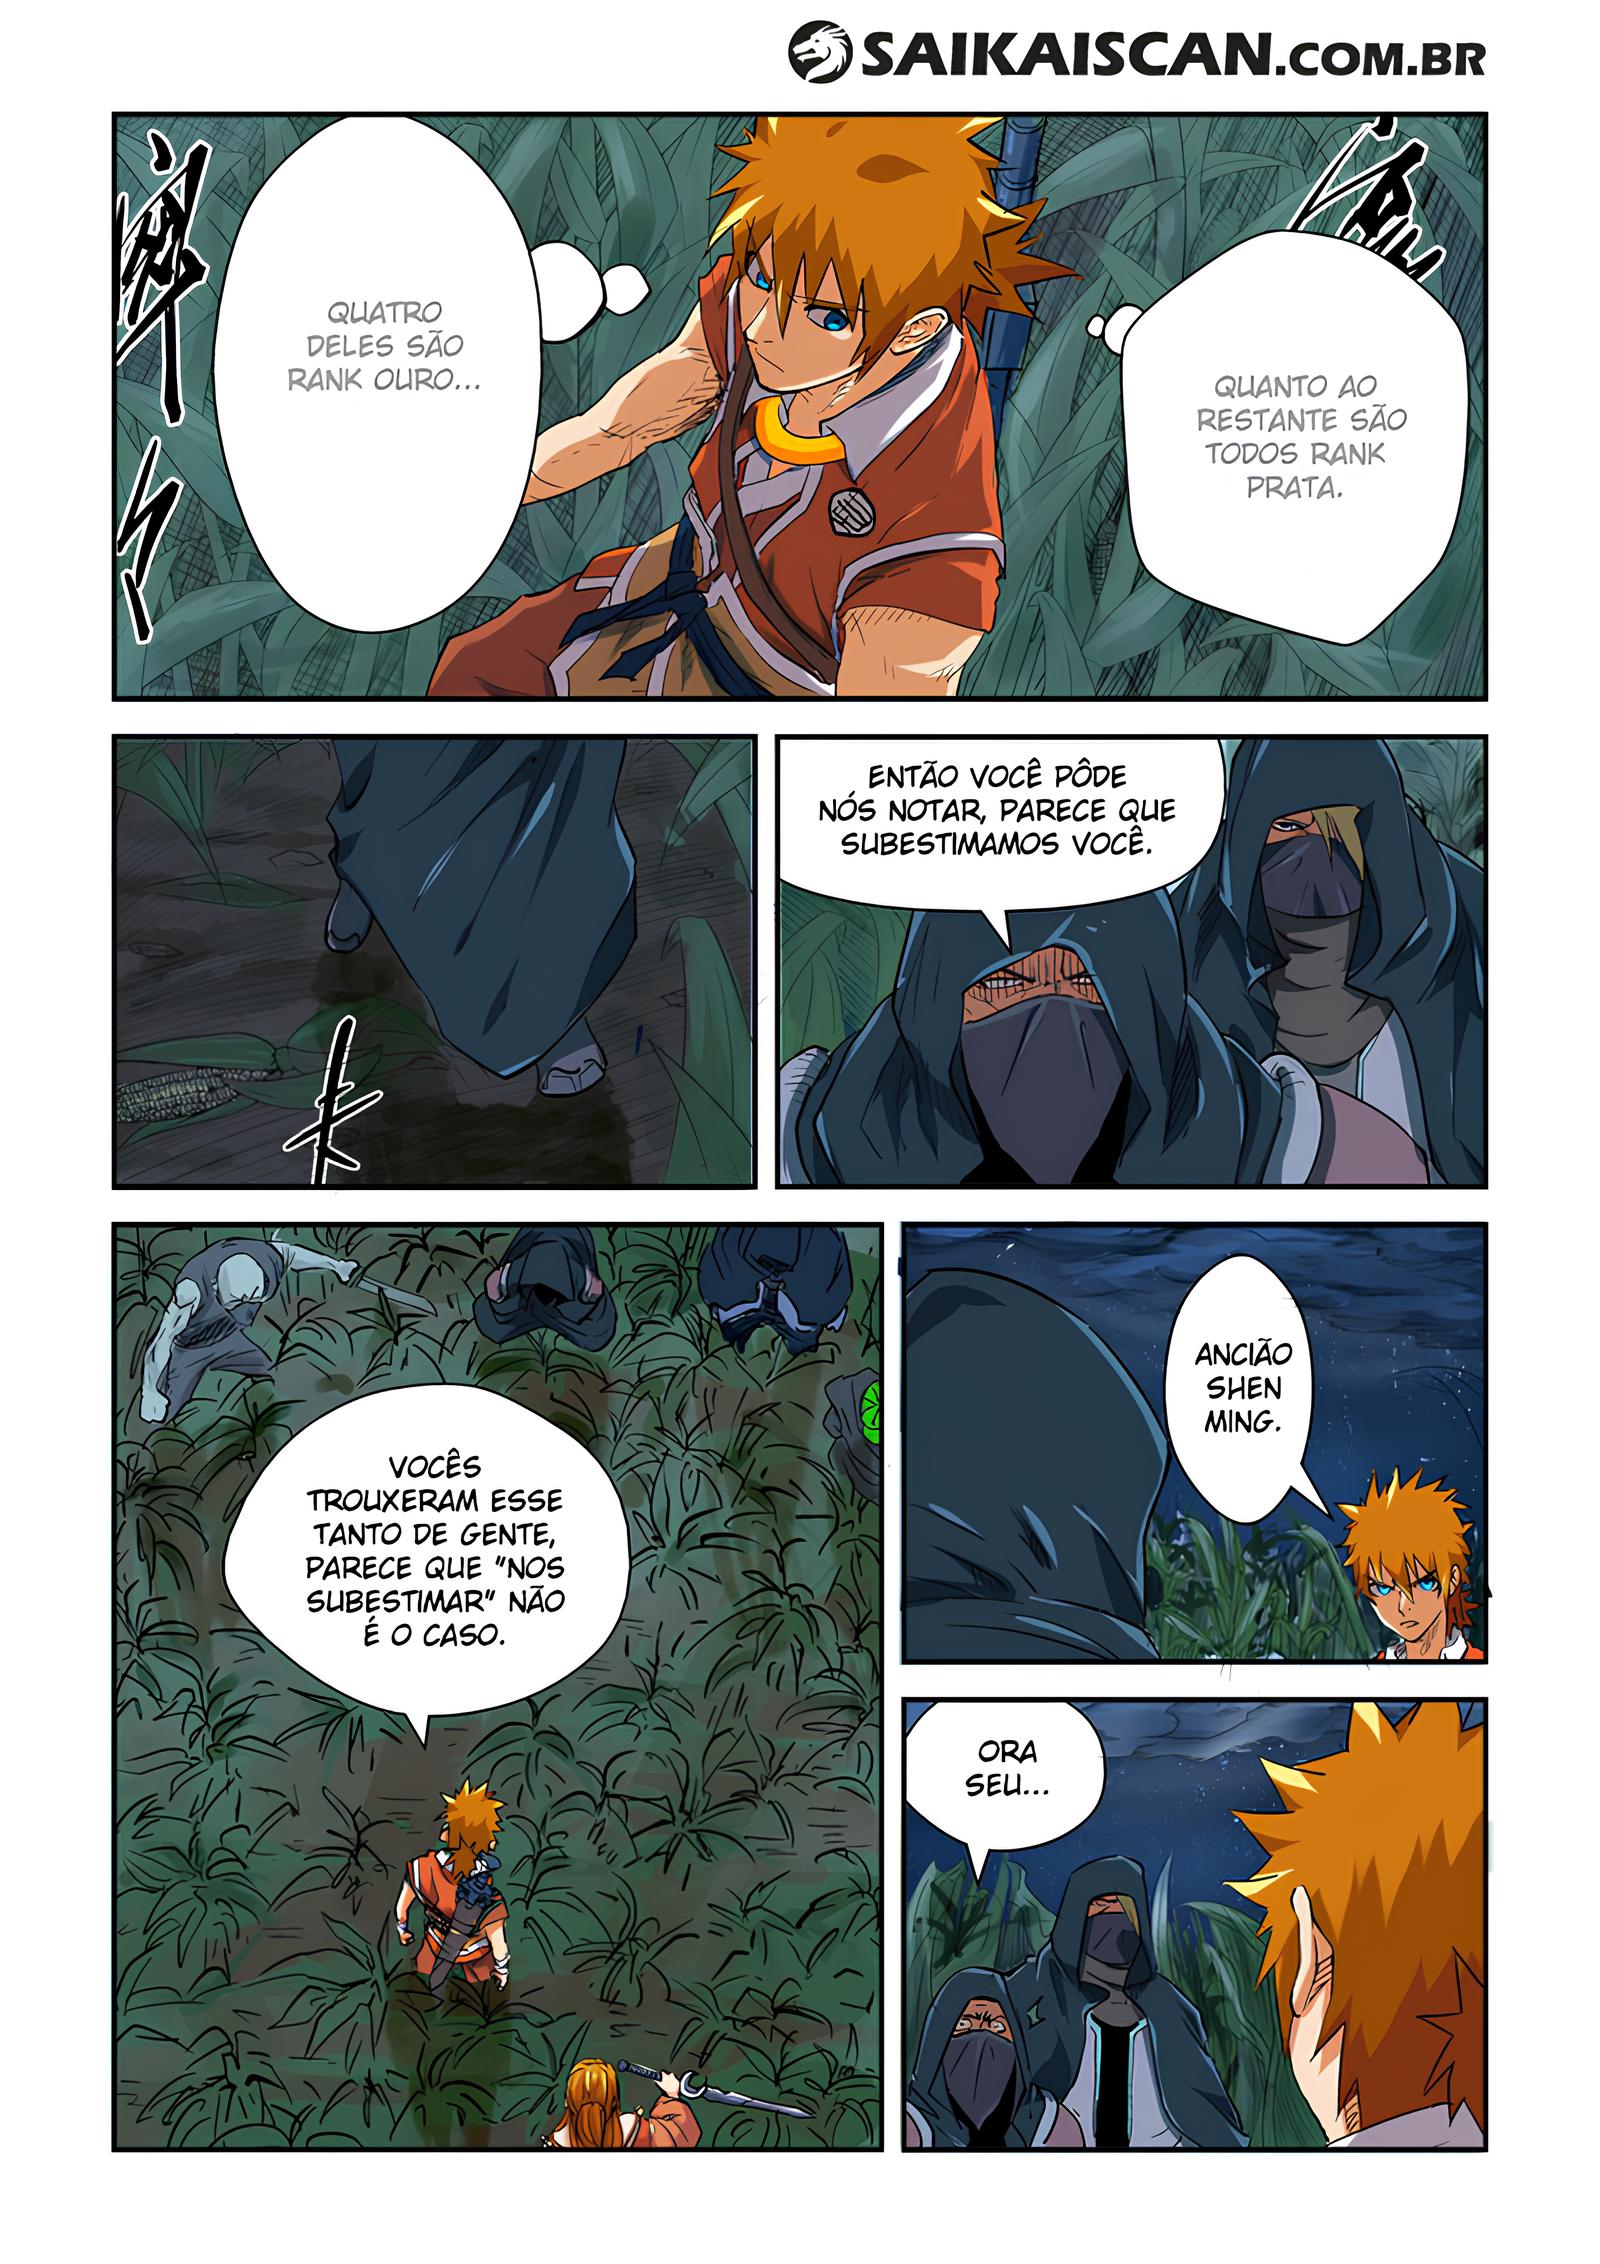 SAIKAISCAN.COM.BR
QUATRO
DELES SÃO
RANK OURO...
QUANTO AO
RESTANTE SÃO
TODOS RANK
PRATA.
ENTÃO VOCÊ PÔDE
NÓS NOTAR, PARECE QUE
SUBESTIMAMOS VOCÊ.
VOCÊS
TROUXERAM ESSE
TANTO DE GENTE,
PARECE QUE "NOS
SUBESTIMAR" NÃO
É O CASO.
ANCIÃO
SHEN
MING.
ORA
SEU...